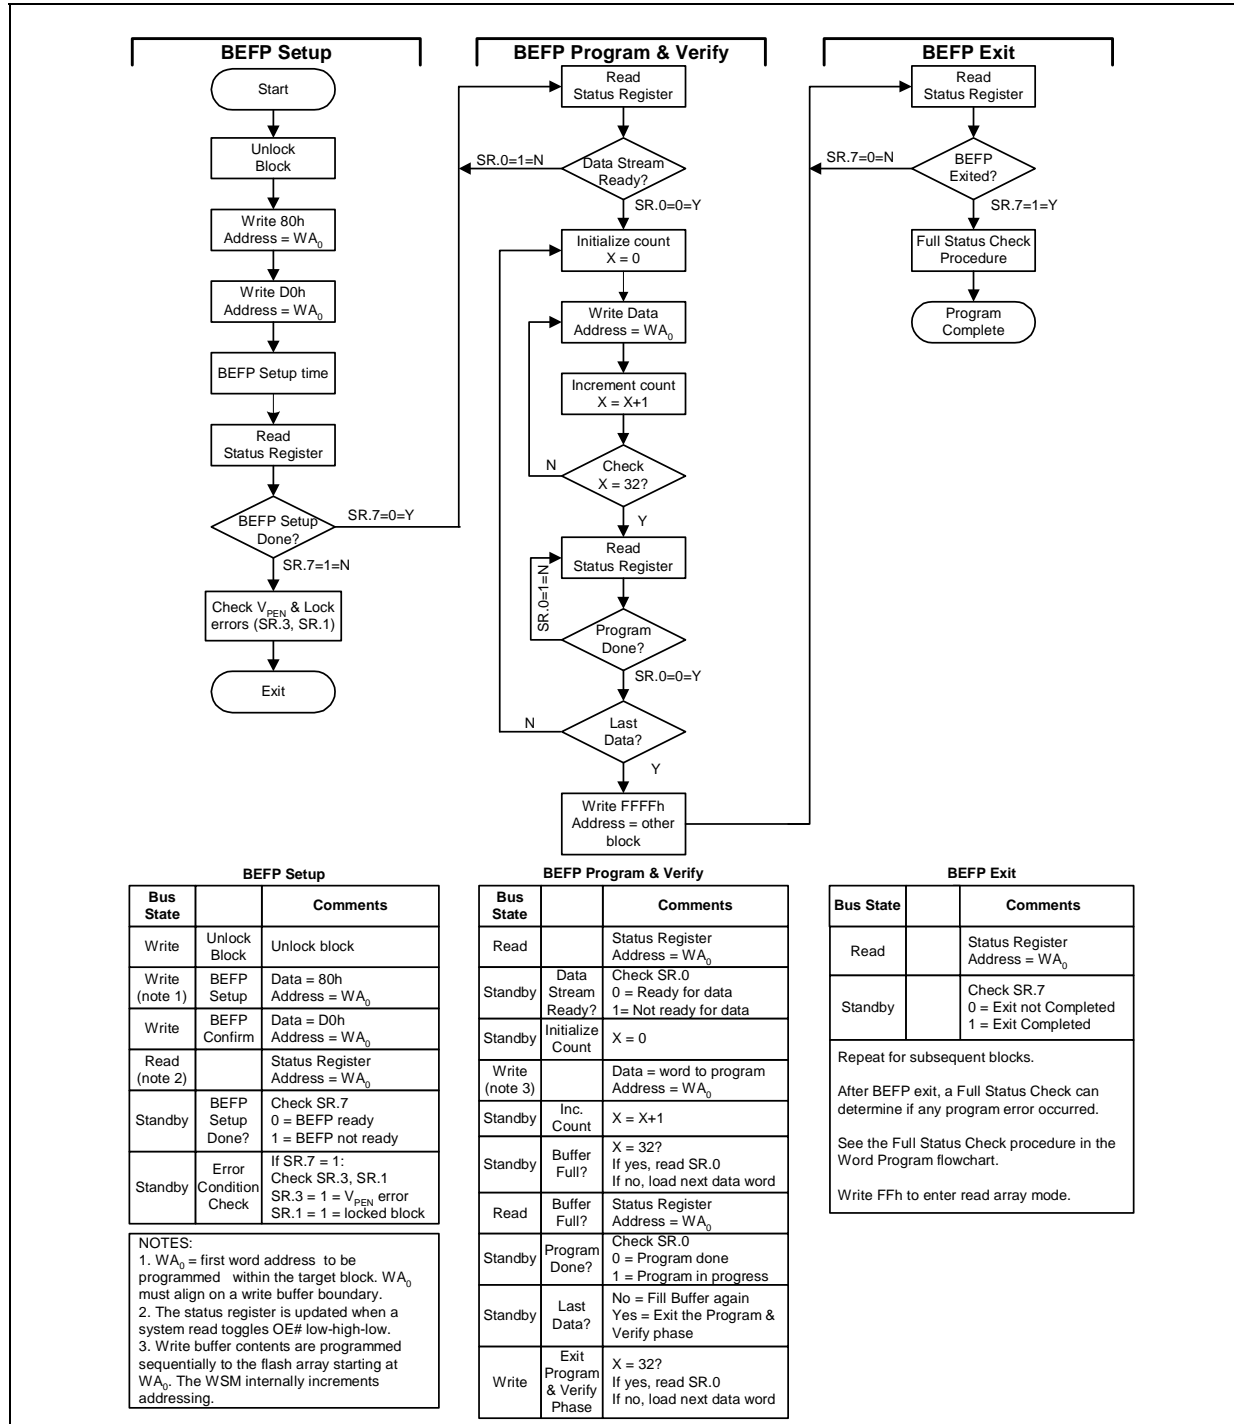 BEFP Setup
Start
Unlock
Block
Write 80h
Address = WA0
Write D0h
Address = WA0
BEFP Setup time
Read
Status Register
BEFP Setup
Done?
SR.7=0=Y
SR.7=1=N
Check VPEN & Lock
errors (SR.3, SR.1)
Exit
BEFP Program & Verify
Read
Status Register
SR.0=1=N
Data Stream
Ready?
SR.0=0=Y
Initialize count
X = 0
Write Data
Address = WA0
Increment count
X = X+1
N
Check
X = 32?
Y
Read
Status Register
SR.0=1=N
Program
Done?
SR.0=0=Y
N
Last
Data?
Y
Write FFFFh
Address = other
block
BEFP Exit
Read
Status Register
SR.7=0=N
BEFP
Exited?
SR.7=1=Y
Full Status Check
Procedure
Program
Complete
BEFP Setup
Bus
State
Comments
Write
Unlock
Block
Unlock block
Write
(note 1)
BEFP
Setup
Data = 80h
Address = WA0
Write
BEFP
Confirm
Data = D0h
Address = WA0
Read
(note 2)
Status Register
Address = WA0
Standby
BEFP
Setup
Done?
Check SR.7
0 = BEFP ready
1 = BEFP not ready
Standby
Error
Condition
Check
If SR.7 = 1:
Check SR.3, SR.1
SR.3 = 1 = VPEN error
SR.1 = 1 = locked block
NOTES:
1. WA0 = first word address to be
programmed within the target block. WA0
must align on a write buffer boundary.
2. The status register is updated when a
system read toggles OE# low-high-low.
3. Write buffer contents are programmed
sequentially to the flash array starting at
WA0. The WSM internally increments
addressing.
BEFP Program & Verify
Bus
State
Comments
Read
Status Register
Address = WA0
Standby
Data
Stream
Ready?
Check SR.0
0 = Ready for data
1= Not ready for data
Standby
Initialize
Count
X = 0
Write
(note 3)
Data = word to program
Address = WA0
Standby
Inc.
Count
X = X+1
Standby
Buffer
Full?
X = 32?
If yes, read SR.0
If no, load next data word
Read
Buffer
Full?
Status Register
Address = WA0
Standby
Program
Done?
Check SR.0
0 = Program done
1 = Program in progress
Standby
Last
Data?
No = Fill Buffer again
Yes = Exit the Program &
Verify phase
Write
Exit
Program
& Verify
Phase
X = 32?
If yes, read SR.0
If no, load next data word
BEFP Exit
Bus State
Comments
Read
Status Register
Address = WA0
Standby
Check SR.7
0 = Exit not Completed
1 = Exit Completed
Repeat for subsequent blocks.
After BEFP exit, a Full Status Check can
determine if any program error occurred.
See the Full Status Check procedure in the
Word Program flowchart.
Write FFh to enter read array mode.